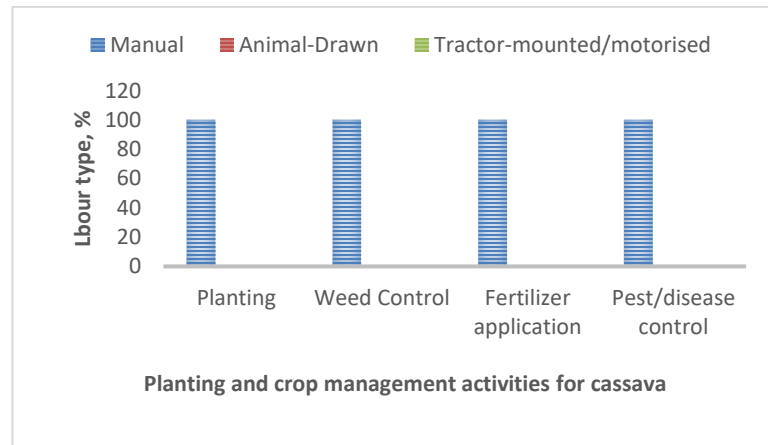 Manual Animal-Drawn Tractor-mounted/motorised
Lbour type, %
120
100
80
60
40
20
0
Planting Weed Control Fertilizer application Pest/disease control
Planting and crop management activities for cassava